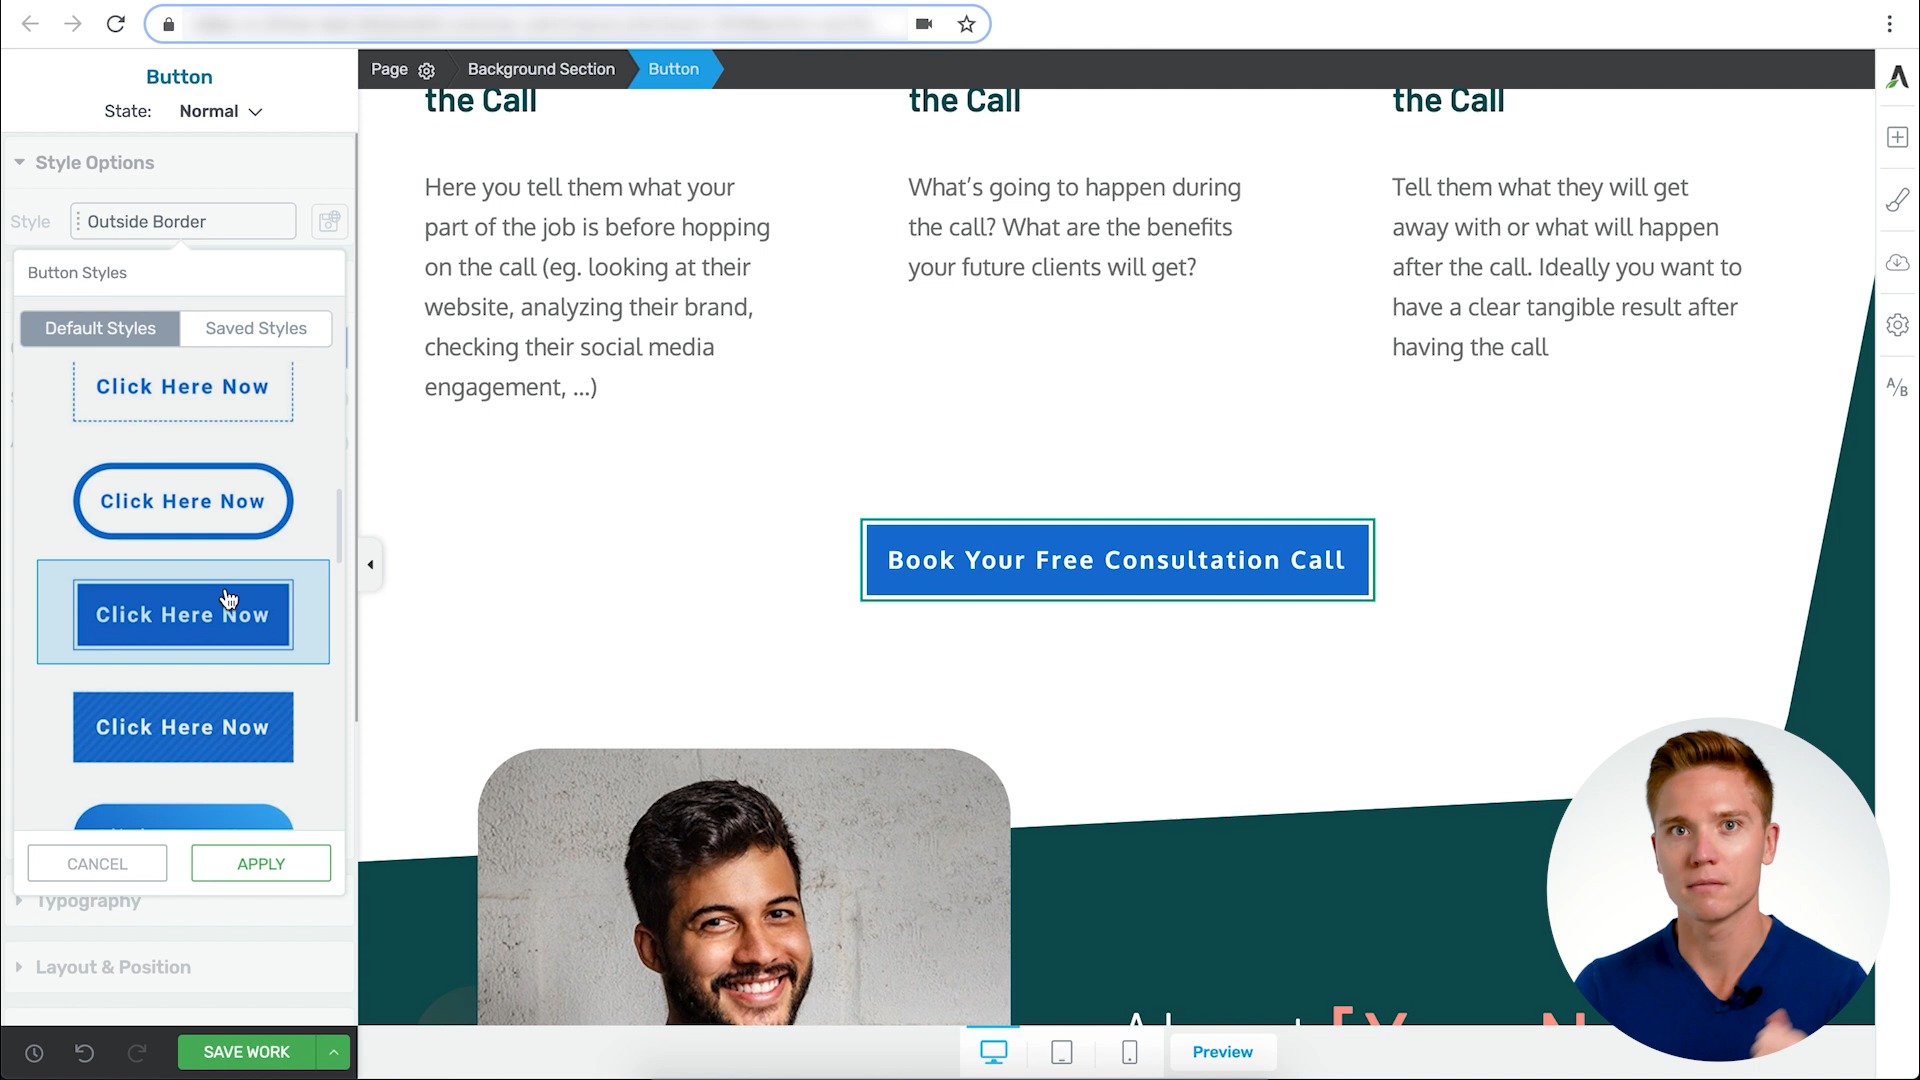 Button
State: Normal
Style Options
Style Outside Border
Button Styles
Default Styles Saved Styles
Click Here Now
Click Here Now
Click Here Now
Click Here Now
CANCEL APPLY
Typography
Layout & Position
SAVE WORK
Page Background Section Button
the Call
Here you tell them what your
part of the job is before hopping
on the call (eg. looking at their
website, analyzing their brand,
checking their social media
engagement, ...)
the Call
What's going to happen during
the call? What are the benefits
your future clients will get?
the Call
Tell them what they will get
away with or what will happen
after the call. Ideally you want to
have a clear tangible result after
having the call
Book Your Free Consultation Call
Preview
A/B